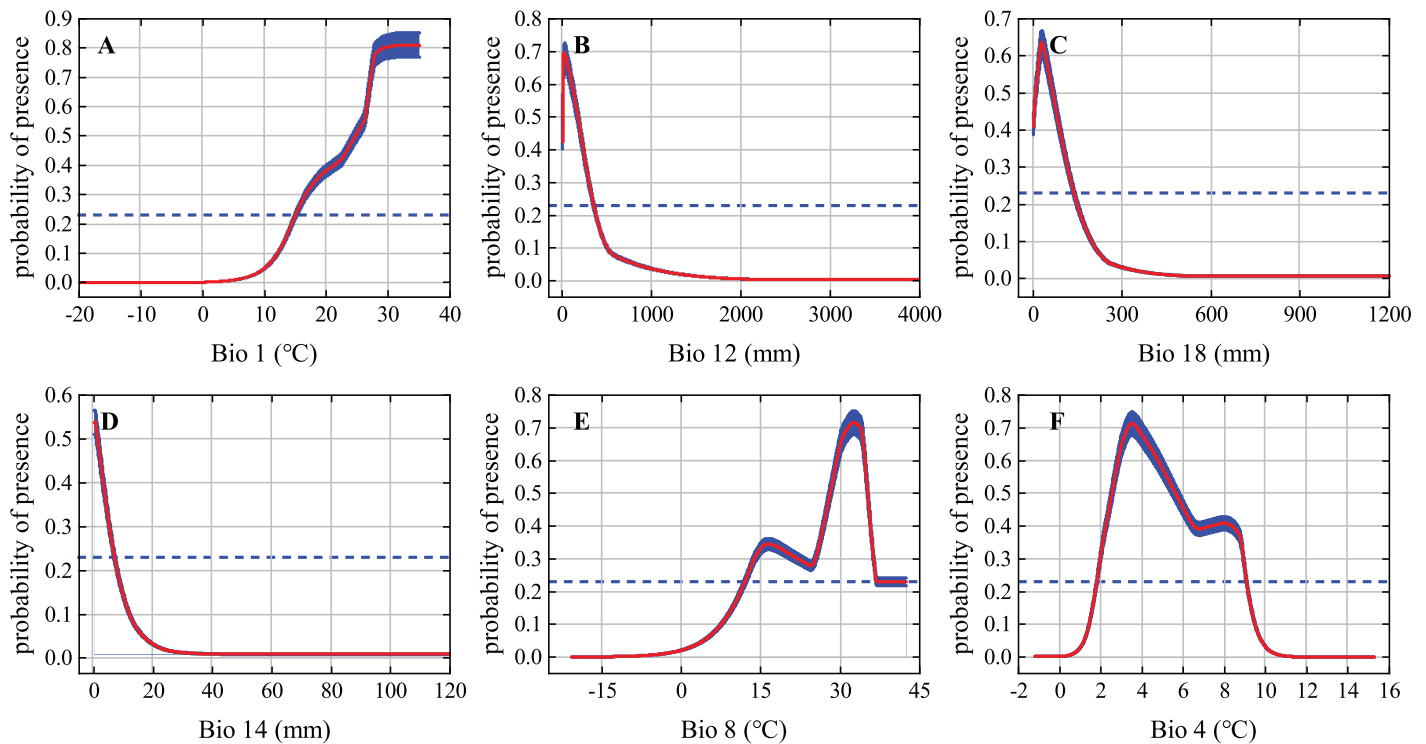 A
probability of presence
0.9
0.8
0.7
0.6
0.5
0.4
0.3
0.2
0.1
0.0
-20 -10 0 10 20 30 40
Bio 1 (℃)
B
probability of presence
0.8
0.7
0.6
0.5
0.4
0.3
0.2
0.1
0.0
0 1000 2000 3000 4000
Bio 12 (mm)
C
probability of presence
0.7
0.6
0.5
0.4
0.3
0.2
0.1
0.0
0 300 600 900 1200
Bio 18 (mm)
D
probability of presence
0.6
0.5
0.4
0.3
0.2
0.1
0.0
0 20 40 60 80 100 120
Bio 14 (mm)
E
probability of presence
0.8
0.7
0.6
0.5
0.4
0.3
0.2
0.1
0.0
-15 0 15 30 45
Bio 8 (℃)
F
probability of presence
0.8
0.7
0.6
0.5
0.4
0.3
0.2
0.1
0.0
-2 0 2 4 6 8 10 12 14 16
Bio 4 (℃)